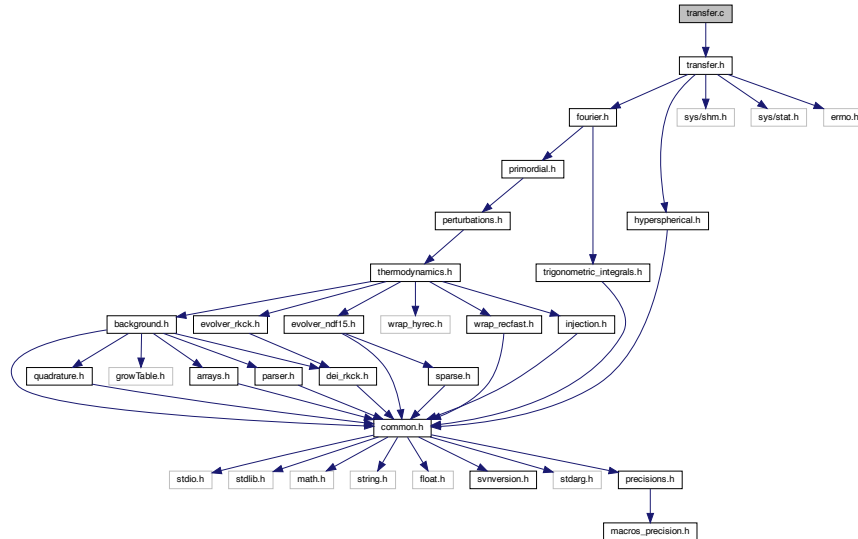 transfer.c
transfer.h
fourier.h
sys/shm.h
sys/stat.h
errno.h
primordial.h
perturbations.h
hyperspherical.h
thermodynamics.h
trigonometric_integrals.h
background.h
evolver_rkck.h
evolver_ndf15.h
wrap_hyrec.h
wrap_recfast.h
injection.h
quadrature.h
growTable.h
arrays.h
parser.h
dei_rkck.h
sparse.h
common.h
stdio.h
stdlib.h
math.h
string.h
float.h
svnversion.h
stdarg.h
precisions.h
macros_precision.h